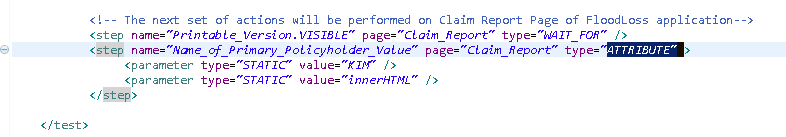 <!-- The next set of actions will be performed on Claim Report Page of FloodLoss application-->
<step name="Printable_Version.VISIBLE" page="Claim_Report" type="WAIT_FOR" />
<step name="Name_of_Primary_Policyholder_Value" page="Claim_Report" type="ATTRIBUTE" >
<parameter type="STATIC" value="KIM" />
<parameter type="STATIC" value="innerHTML" />
</step>
</test>